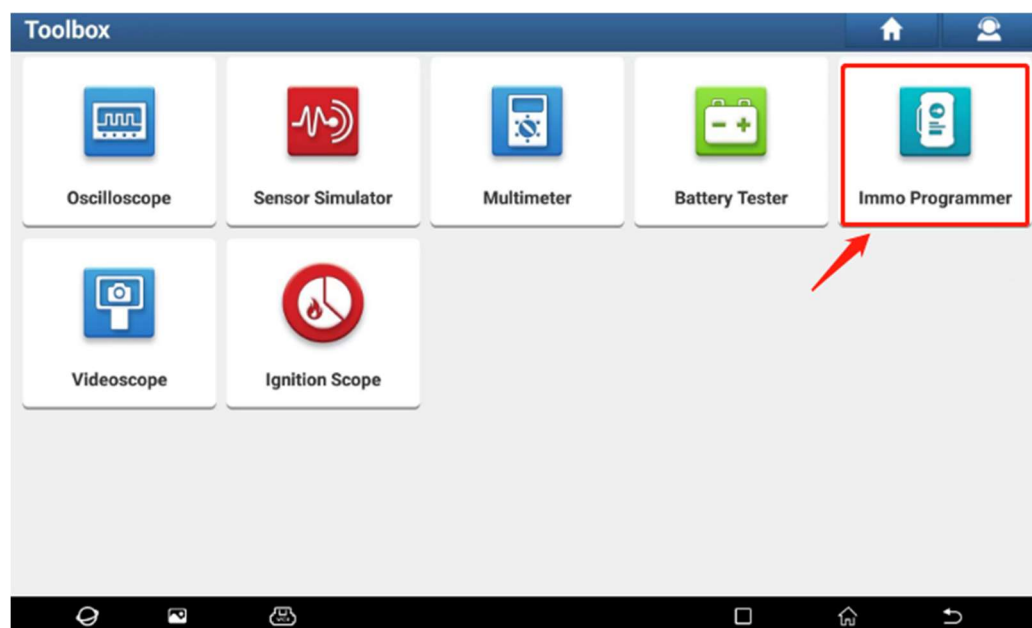 Toolbox
Oscilloscope
Sensor Simulator
Multimeter
Battery Tester
Immo Programmer
Videoscope
Ignition Scope